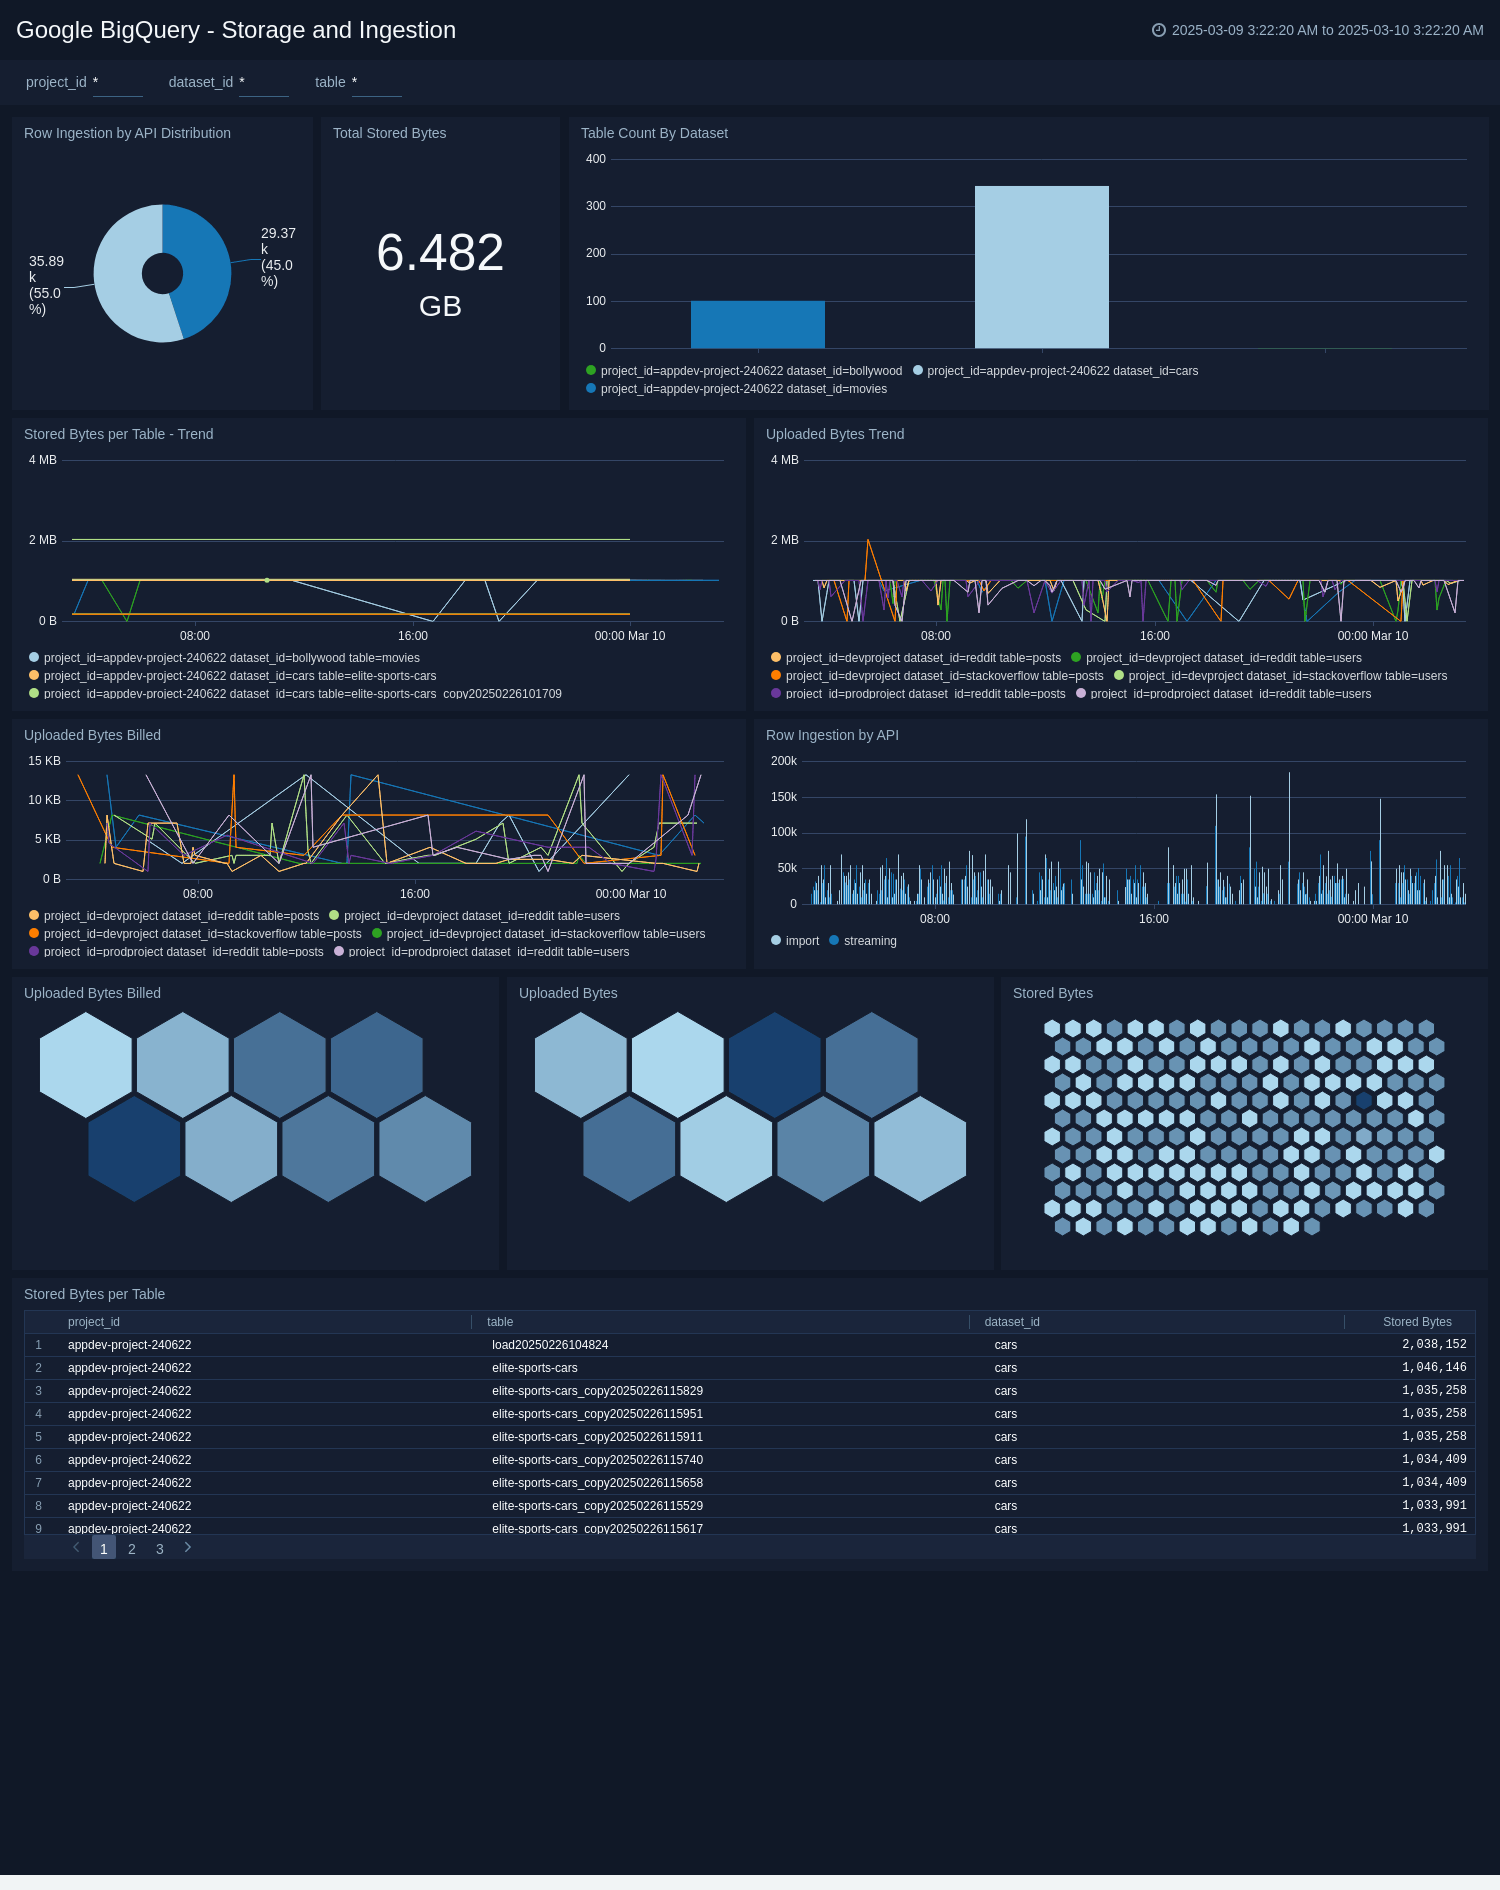 Google BigQuery - Storage and Ingestion
2025-03-09 3:22:20 AM to 2025-03-10 3:22:20 AM
project_id *
dataset_id *
table *
Row Ingestion by API Distribution
29.37
k
(45.0
%)
35.89
k
(55.0
%)
Total Stored Bytes
6.482
GB
Table Count By Dataset
400
300
200
100
0
project_id=appdev-project-240622 dataset_id=bollywood
project_id=appdev-project-240622 dataset_id=cars
project_id=appdev-project-240622 dataset_id=movies
Stored Bytes per Table - Trend
4 MB
2 MB
0 B
08:00
16:00
00:00 Mar 10
project_id=appdev-project-240622 dataset_id=bollywood table=movies
project_id=appdev-project-240622 dataset_id=cars table=elite-sports-cars
project_id=appdev-project-240622 dataset_id=cars table=elite-sports-cars_copy20250226101709
Uploaded Bytes Trend
4 MB
2 MB
0 B
08:00
16:00
00:00 Mar 10
project_id=devproject dataset_id=reddit table=posts
project_id=devproject dataset_id=reddit table=users
project_id=devproject dataset_id=stackoverflow table=posts
project_id=devproject dataset_id=stackoverflow table=users
project_id=prodproject dataset_id=reddit table=posts
project_id=prodproject dataset_id=reddit table=users
Uploaded Bytes Billed
15 KB
10 KB
5 KB
0 B
08:00
16:00
00:00 Mar 10
project_id=devproject dataset_id=reddit table=posts
project_id=devproject dataset_id=reddit table=users
project_id=devproject dataset_id=stackoverflow table=posts
project_id=devproject dataset_id=stackoverflow table=users
project_id=prodproject dataset_id=reddit table=posts
project_id=prodproject dataset_id=reddit table=users
Row Ingestion by API
200k
150k
100k
50k
0
08:00
16:00
00:00 Mar 10
import
streaming
Uploaded Bytes Billed
Uploaded Bytes
Stored Bytes
Stored Bytes per Table
project_id table dataset_id Stored Bytes
1 appdev-project-240622 load20250226104824 cars 2,038,152
2 appdev-project-240622 elite-sports-cars cars 1,046,146
3 appdev-project-240622 elite-sports-cars_copy20250226115829 cars 1,035,258
4 appdev-project-240622 elite-sports-cars_copy20250226115951 cars 1,035,258
5 appdev-project-240622 elite-sports-cars_copy20250226115911 cars 1,035,258
6 appdev-project-240622 elite-sports-cars_copy20250226115740 cars 1,034,409
7 appdev-project-240622 elite-sports-cars_copy20250226115658 cars 1,034,409
8 appdev-project-240622 elite-sports-cars_copy20250226115529 cars 1,033,991
9 appdev-project-240622 elite-sports-cars_copy20250226115617 cars 1,033,991
1 2 3